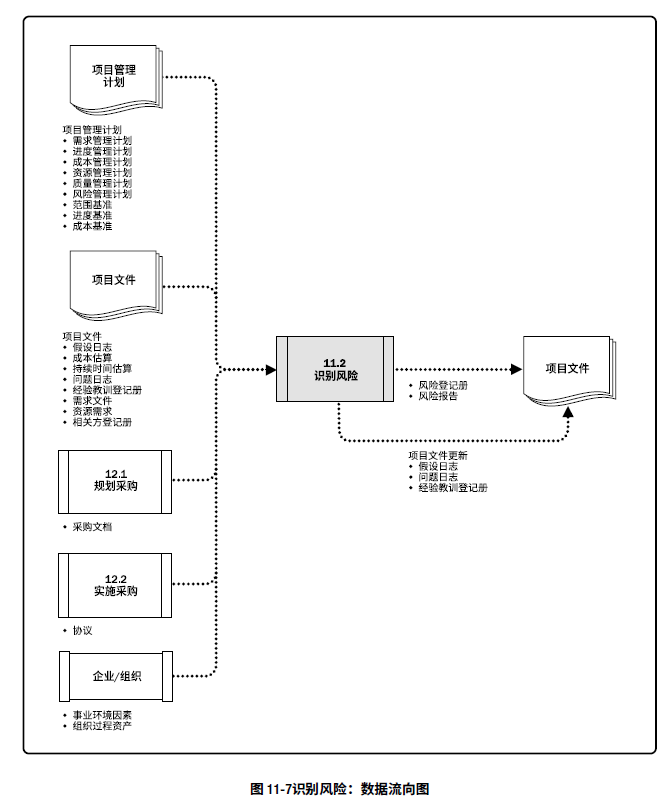 项目管理
计划
项目管理计划
• 需求管理计划
• 进度管理计划
• 成本管理计划
• 资源管理计划
• 质量管理计划
• 风险管理计划
• 范围基准
• 进度基准
• 成本基准
项目文件
项目文件
• 假设日志
• 成本估算
• 持续时间估算
• 问题日志
• 经验教训登记册
• 需求文件
• 资源需求
• 相关方登记册
12.1
规划采购
• 采购文档
12.2
实施采购
• 协议
企业/组织
• 事业环境因素
• 组织过程资产
11.2
识别风险
• 风险登记册
• 风险报告
项目文件
项目文件更新
• 假设日志
• 问题日志
• 经验教训登记册
图 11-7识别风险：数据流向图